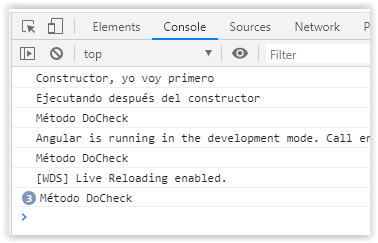 Elements Console Sources Network
top Filter
Constructor, yo voy primero
Ejecutando después del constructor
Método DoCheck
Angular is running in the development mode. Call
Método DoCheck
[WDS] Live Reloading enabled.
3 Método DoCheck